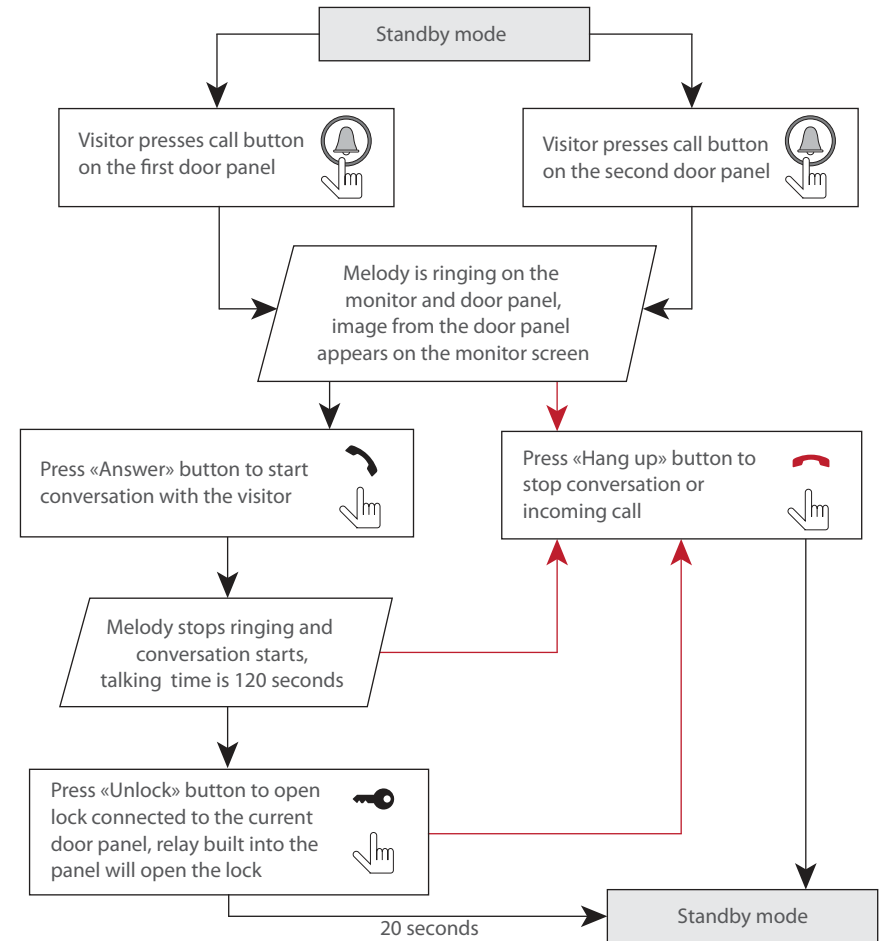 Standby mode
Visitor presses call button
on the first door panel
Visitor presses call button
on the second door panel
Melody is ringing on the
monitor and door panel,
image from the door panel
appears on the monitor screen
Press «Answer» button to start
conversation with the visitor
Press «Hang up» button to
stop conversation or
incoming call
Melody stops ringing and
conversation starts,
talking time is 120 seconds
Press «Unlock» button to open
lock connected to the current
door panel, relay built into the
panel will open the lock
20 seconds
Standby mode